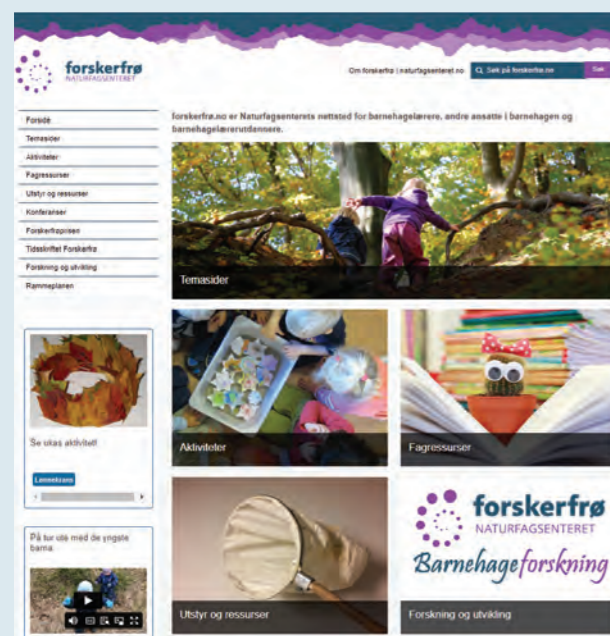 forskerfrø
NATURFAGSENTERET
Om forskerfrø | naturfagsenteret.no
Søk på forskerfrø.no
Søk
Forside
Temasider
Aktiviteter
Fagressurser
Utstyr og ressurser
Konferanser
Forskerfrøprisen
Tidsskriftet Forskerfrø
Forskning og utvikling
Rammeplanen
Se ukas aktivitet!
Lønnekrans
På tur ute med de yngste
barna
forskerfrø.no er Naturfagsenterets nettsted for barnehagelærere, andre ansatte i barnehagen og
barnehagelærerutdannere.
Temasider
Aktiviteter
Fagressurser
Utstyr og ressurser
forskerfrø
NATURFAGSENTERET
Barnehageforskning
Forskning og utvikling